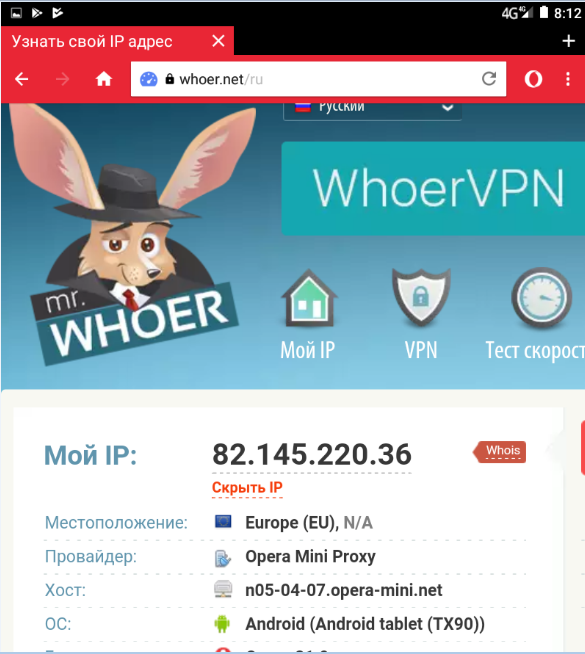 4G 4G 8:12
Узнать свой IP адрес
whoer.net/ru
Русский
WhoerVPN
mr.
WHOER
Мой IP VPN Тест скорост
Мой IP: 82.145.220.36 Whois
Скрыть IP
Местоположение: Europe (EU), N/A
Провайдер: Opera Mini Proxy
Хост: n05-04-07.opera-mini.net
ОС: Android (Android tablet (TX90))